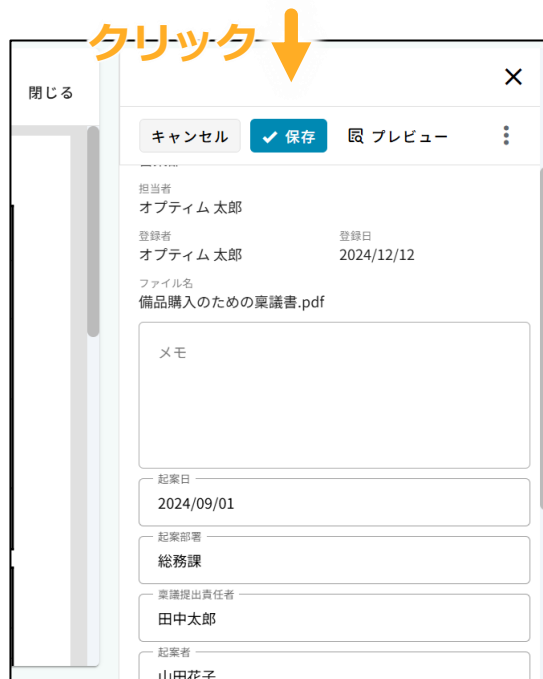 クリック
閉じる
キャンセル
保存
プレビュー
担当者
オプティム 太郎
登録者
登録日
オプティム 太郎
2024/12/12
ファイル名
備品購入のための稟議書.pdf
メモ
起案日
2024/09/01
起案部署
総務課
稟議提出責任者
田中太郎
起案者
山田花子